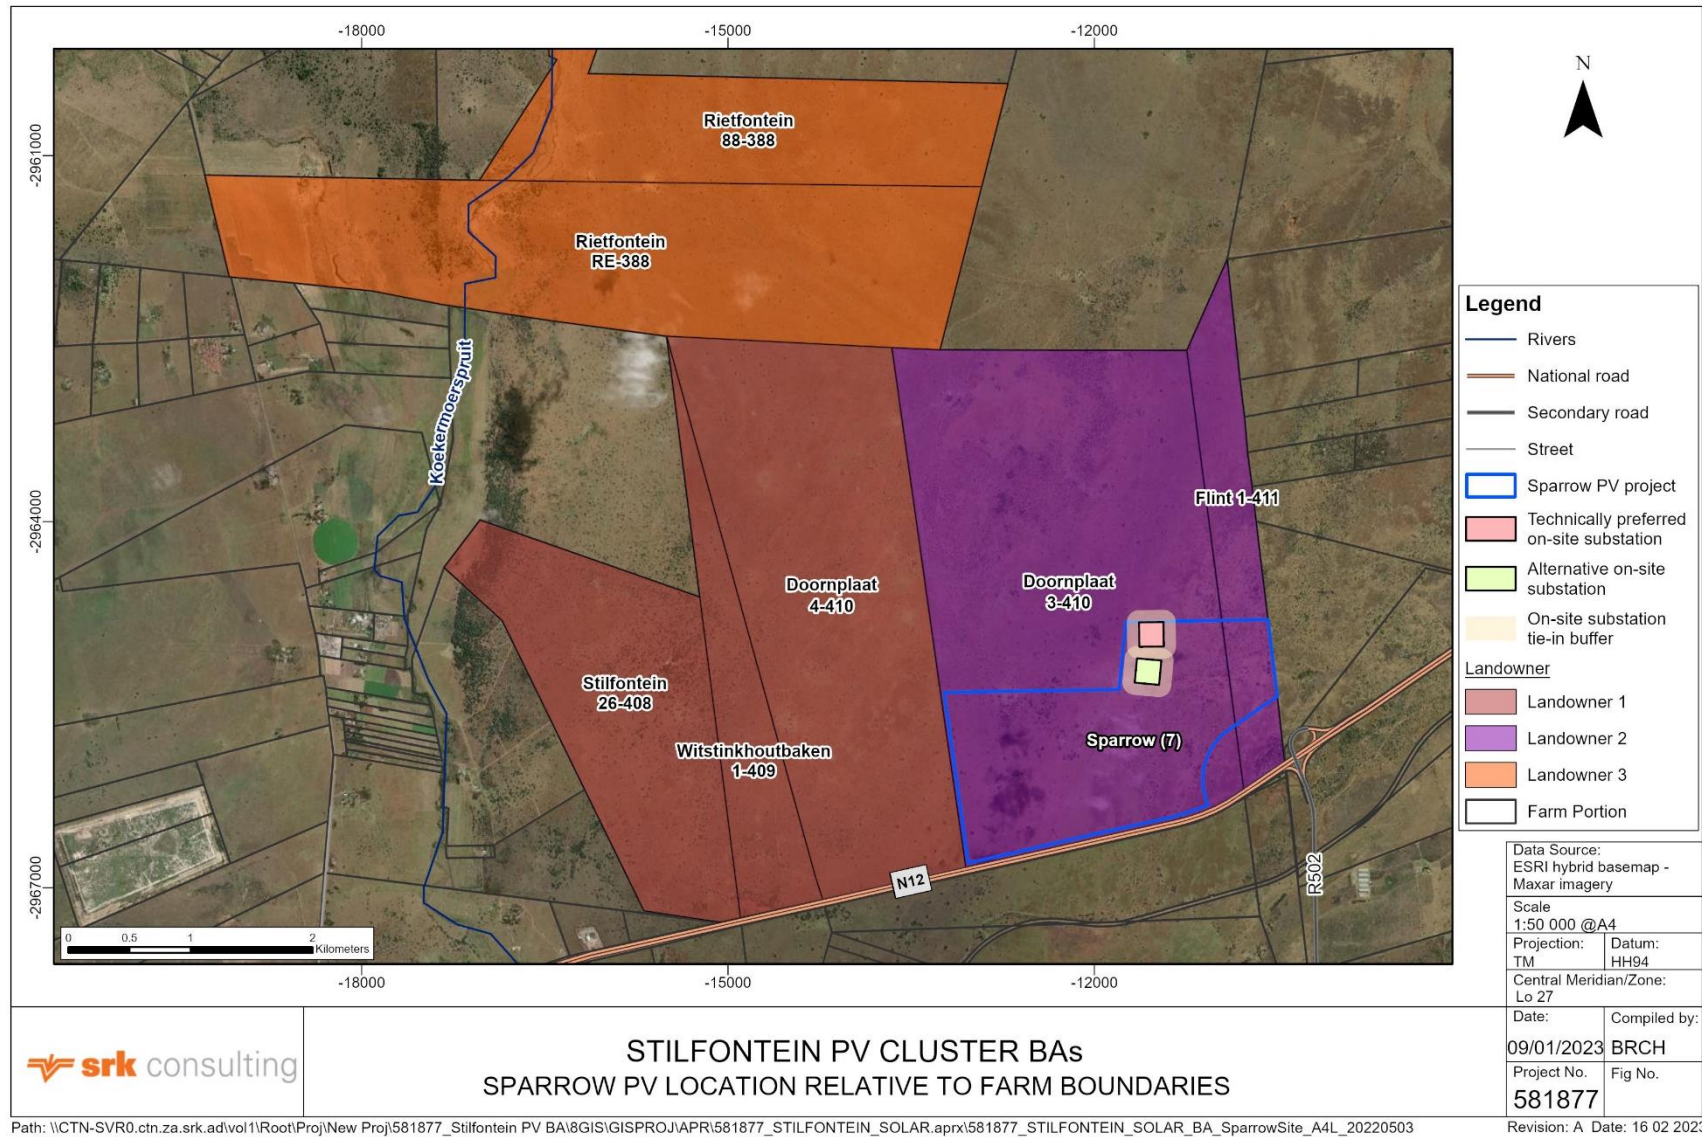 -18000
-15000
-12000
N
-2961000
-2964000
-2967000
Rietfontein
88-388
Rietfontein
RE-388
Koekermoerspruit
Flint 1-411
Doornplaat
4-410
Doornplaat
3-410
Stilfontein
26-408
Witstinkhoutbaken
1-409
Sparrow (7)
N12
R502
0 0.5 1 2
Kilometers
-18000
-15000
-12000
Legend
Rivers
National road
Secondary road
Street
Sparrow PV project
Technically preferred
on-site substation
Alternative on-site
substation
On-site substation
tie-in buffer
Landowner
Landowner 1
Landowner 2
Landowner 3
Farm Portion
Data Source:
ESRI hybrid basemap -
Maxar imagery
Scale
1:50 000 @A4
Projection:
TM
Datum:
HH94
Central Meridian/Zone:
Lo 27
Date:
09/01/2023
Compiled by:
BRCH
Project No.
581877
Fig No.
srk consulting
STILFONTEIN PV CLUSTER BAs
SPARROW PV LOCATION RELATIVE TO FARM BOUNDARIES
Path: \\CTN-SVR0.ctn.za.srk.ad\vol1\Root\Proj\New Proj\581877_Stilfontein PV BA\8GIS\GISPROJ\APR\581877_STILFONTEIN_SOLAR.aprx\581877_STILFONTEIN_SOLAR_BA_SparrowSite_A4L_20220503
Revision: A Date: 16 02 202